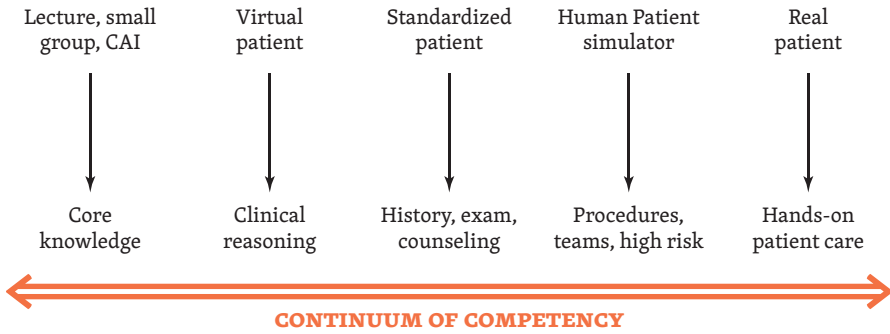 Lecture, small
group, CAI
Virtual
patient
Standardized
patient
Human Patient
simulator
Real
patient
Core
knowledge
Clinical
reasoning
History, exam,
counseling
Procedures,
teams, high risk
Hands-on
patient care
CONTINUUM OF COMPETENCY